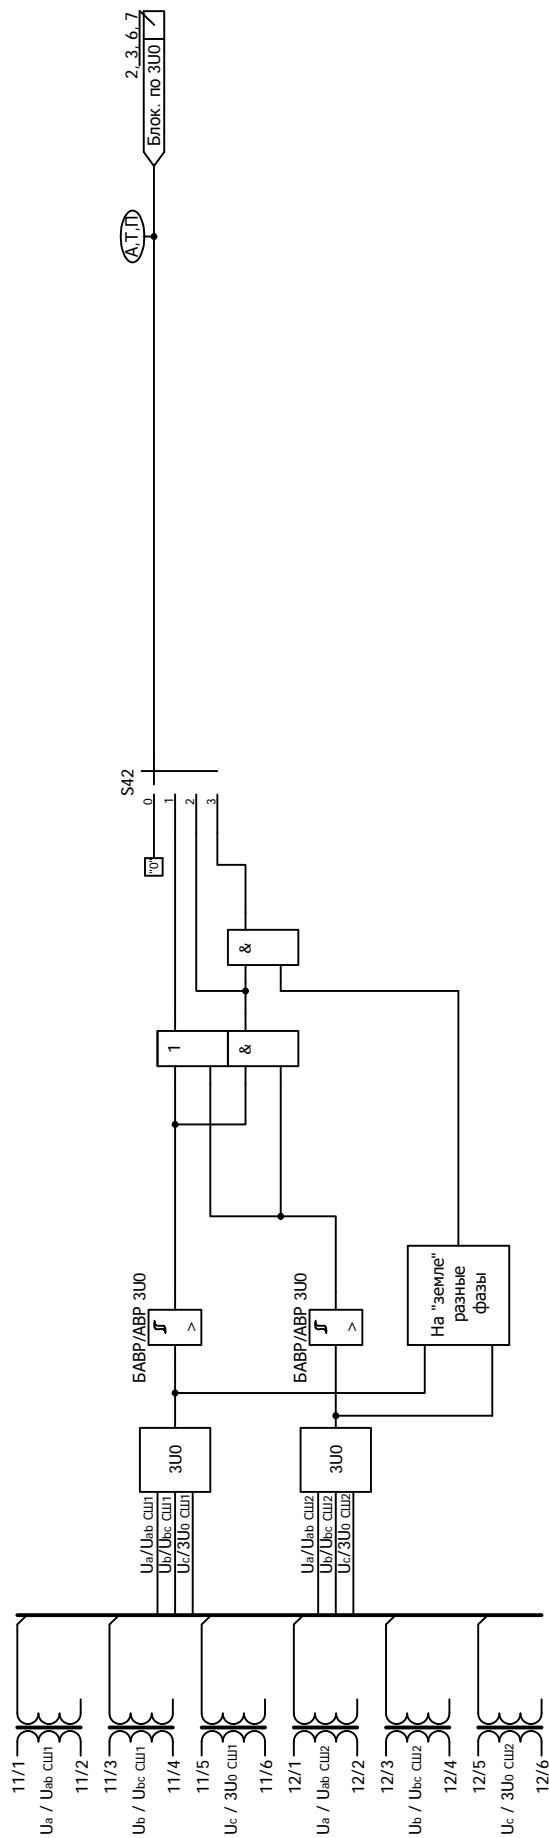 11/1
Ua / Uab СШ1
11/2
11/3
Ub / Ubc СШ1
11/4
11/5
Uc / 3U0 СШ1
11/6
12/1
Ua / Uab СШ2
12/2
12/3
Ub / Ubc СШ2
12/4
12/5
Uc / 3U0 СШ2
12/6
Ua/Uab СШ1
Ub/Ubc СШ1
Uc/3U0 СШ1
3U0
Ua/Uab СШ2
Ub/Ubc СШ2
Uc/3U0 СШ2
3U0
БАВР/АВР 3U0
>
БАВР/АВР 3U0
>
На "земле"
разные
фазы
1
&
&
"0"
S42
0
1
2
3
А,Т,П
Блок. по 3U0
2, 3, 6, 7